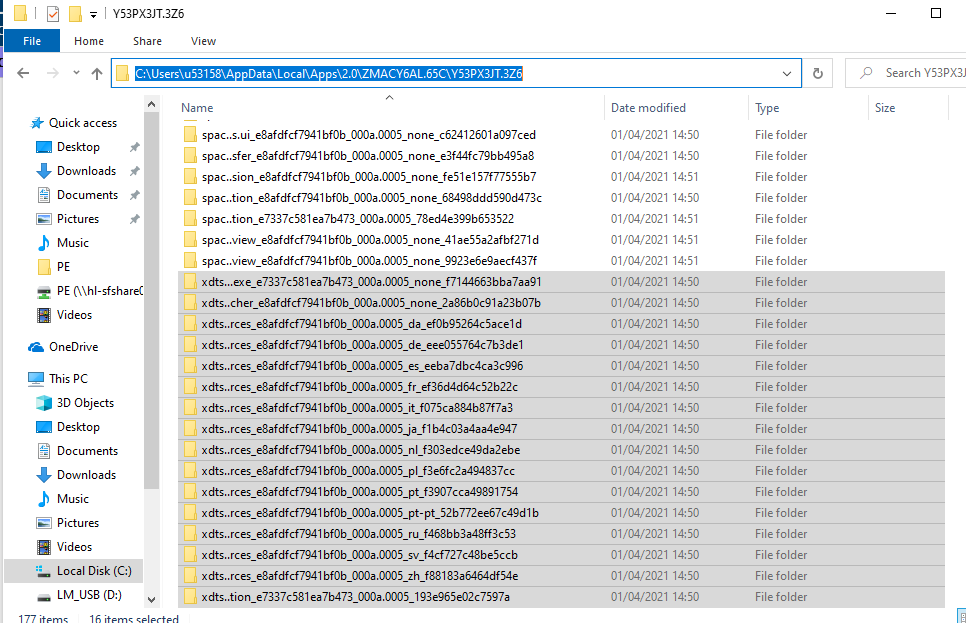 Y53PX3JT.3Z6
File Home Share View
C:\Users\u53158\AppData\Local\Apps\2.0\ZMACY6AL.65C\Y53PX3JT.3Z6
Search Y53PX3J
Name Date modified Type Size
Quick access
Desktop
Downloads
Documents
Pictures
Music
PE
PE (\\hl-sfshare0
Videos
OneDrive
This PC
3D Objects
Desktop
Documents
Downloads
Music
Pictures
Videos
Local Disk (C:)
LM_USB (D:)
spac..s.ui_e8afdfcf7941bf0b_000a.0005_none_c62412601a097ced 01/04/2021 14:50 File folder
spac..sfer_e8afdfcf7941bf0b_000a.0005_none_e3f44fc79bb495a8 01/04/2021 14:50 File folder
spac..sion_e8afdfcf7941bf0b_000a.0005_none_fe51e157f77555b7 01/04/2021 14:51 File folder
spac..tion_e8afdfcf7941bf0b_000a.0005_none_68498ddd590d473c 01/04/2021 14:50 File folder
spac..tion_e7337c581ea7b473_000a.0005_78ed4e399b653522 01/04/2021 14:51 File folder
spac..view_e8afdfcf7941bf0b_000a.0005_none_41ae55a2afbf271d 01/04/2021 14:51 File folder
spac..view_e8afdfcf7941bf0b_000a.0005_none_9923e6e9aecf437f 01/04/2021 14:51 File folder
xdts...exe_e7337c581ea7b473_000a.0005_none_f7144663bba7aa91 01/04/2021 14:50 File folder
xdts..cher_e8afdfcf7941bf0b_000a.0005_none_2a86b0c91a23b07b 01/04/2021 14:50 File folder
xdts..rces_e8afdfcf7941bf0b_000a.0005_da_ef0b95264c5ace1d 01/04/2021 14:50 File folder
xdts..rces_e8afdfcf7941bf0b_000a.0005_de_eee055764c7b3de1 01/04/2021 14:50 File folder
xdts..rces_e8afdfcf7941bf0b_000a.0005_es_eeba7dbc4ca3c996 01/04/2021 14:50 File folder
xdts..rces_e8afdfcf7941bf0b_000a.0005_fr_ef36d4d64c52b22c 01/04/2021 14:50 File folder
xdts..rces_e8afdfcf7941bf0b_000a.0005_it_f075ca884b87f7a3 01/04/2021 14:50 File folder
xdts..rces_e8afdfcf7941bf0b_000a.0005_ja_f1b4c03a4aa4e947 01/04/2021 14:50 File folder
xdts..rces_e8afdfcf7941bf0b_000a.0005_nl_f303edce49da2ebe 01/04/2021 14:50 File folder
xdts..rces_e8afdfcf7941bf0b_000a.0005_pl_f3e6fc2a494837cc 01/04/2021 14:50 File folder
xdts..rces_e8afdfcf7941bf0b_000a.0005_pt_f3907cca49891754 01/04/2021 14:50 File folder
xdts..rces_e8afdfcf7941bf0b_000a.0005_pt-pt_52b772ee67c49d1b 01/04/2021 14:50 File folder
xdts..rces_e8afdfcf7941bf0b_000a.0005_ru_f468bb3a48ff3c53 01/04/2021 14:50 File folder
xdts..rces_e8afdfcf7941bf0b_000a.0005_sv_f4cf727c48be5ccb 01/04/2021 14:50 File folder
xdts..rces_e8afdfcf7941bf0b_000a.0005_zh_f88183a6464df54e 01/04/2021 14:50 File folder
xdts..tion_e7337c581ea7b473_000a.0005_193e965e02c7597a 01/04/2021 14:50 File folder
177 items 16 items selected